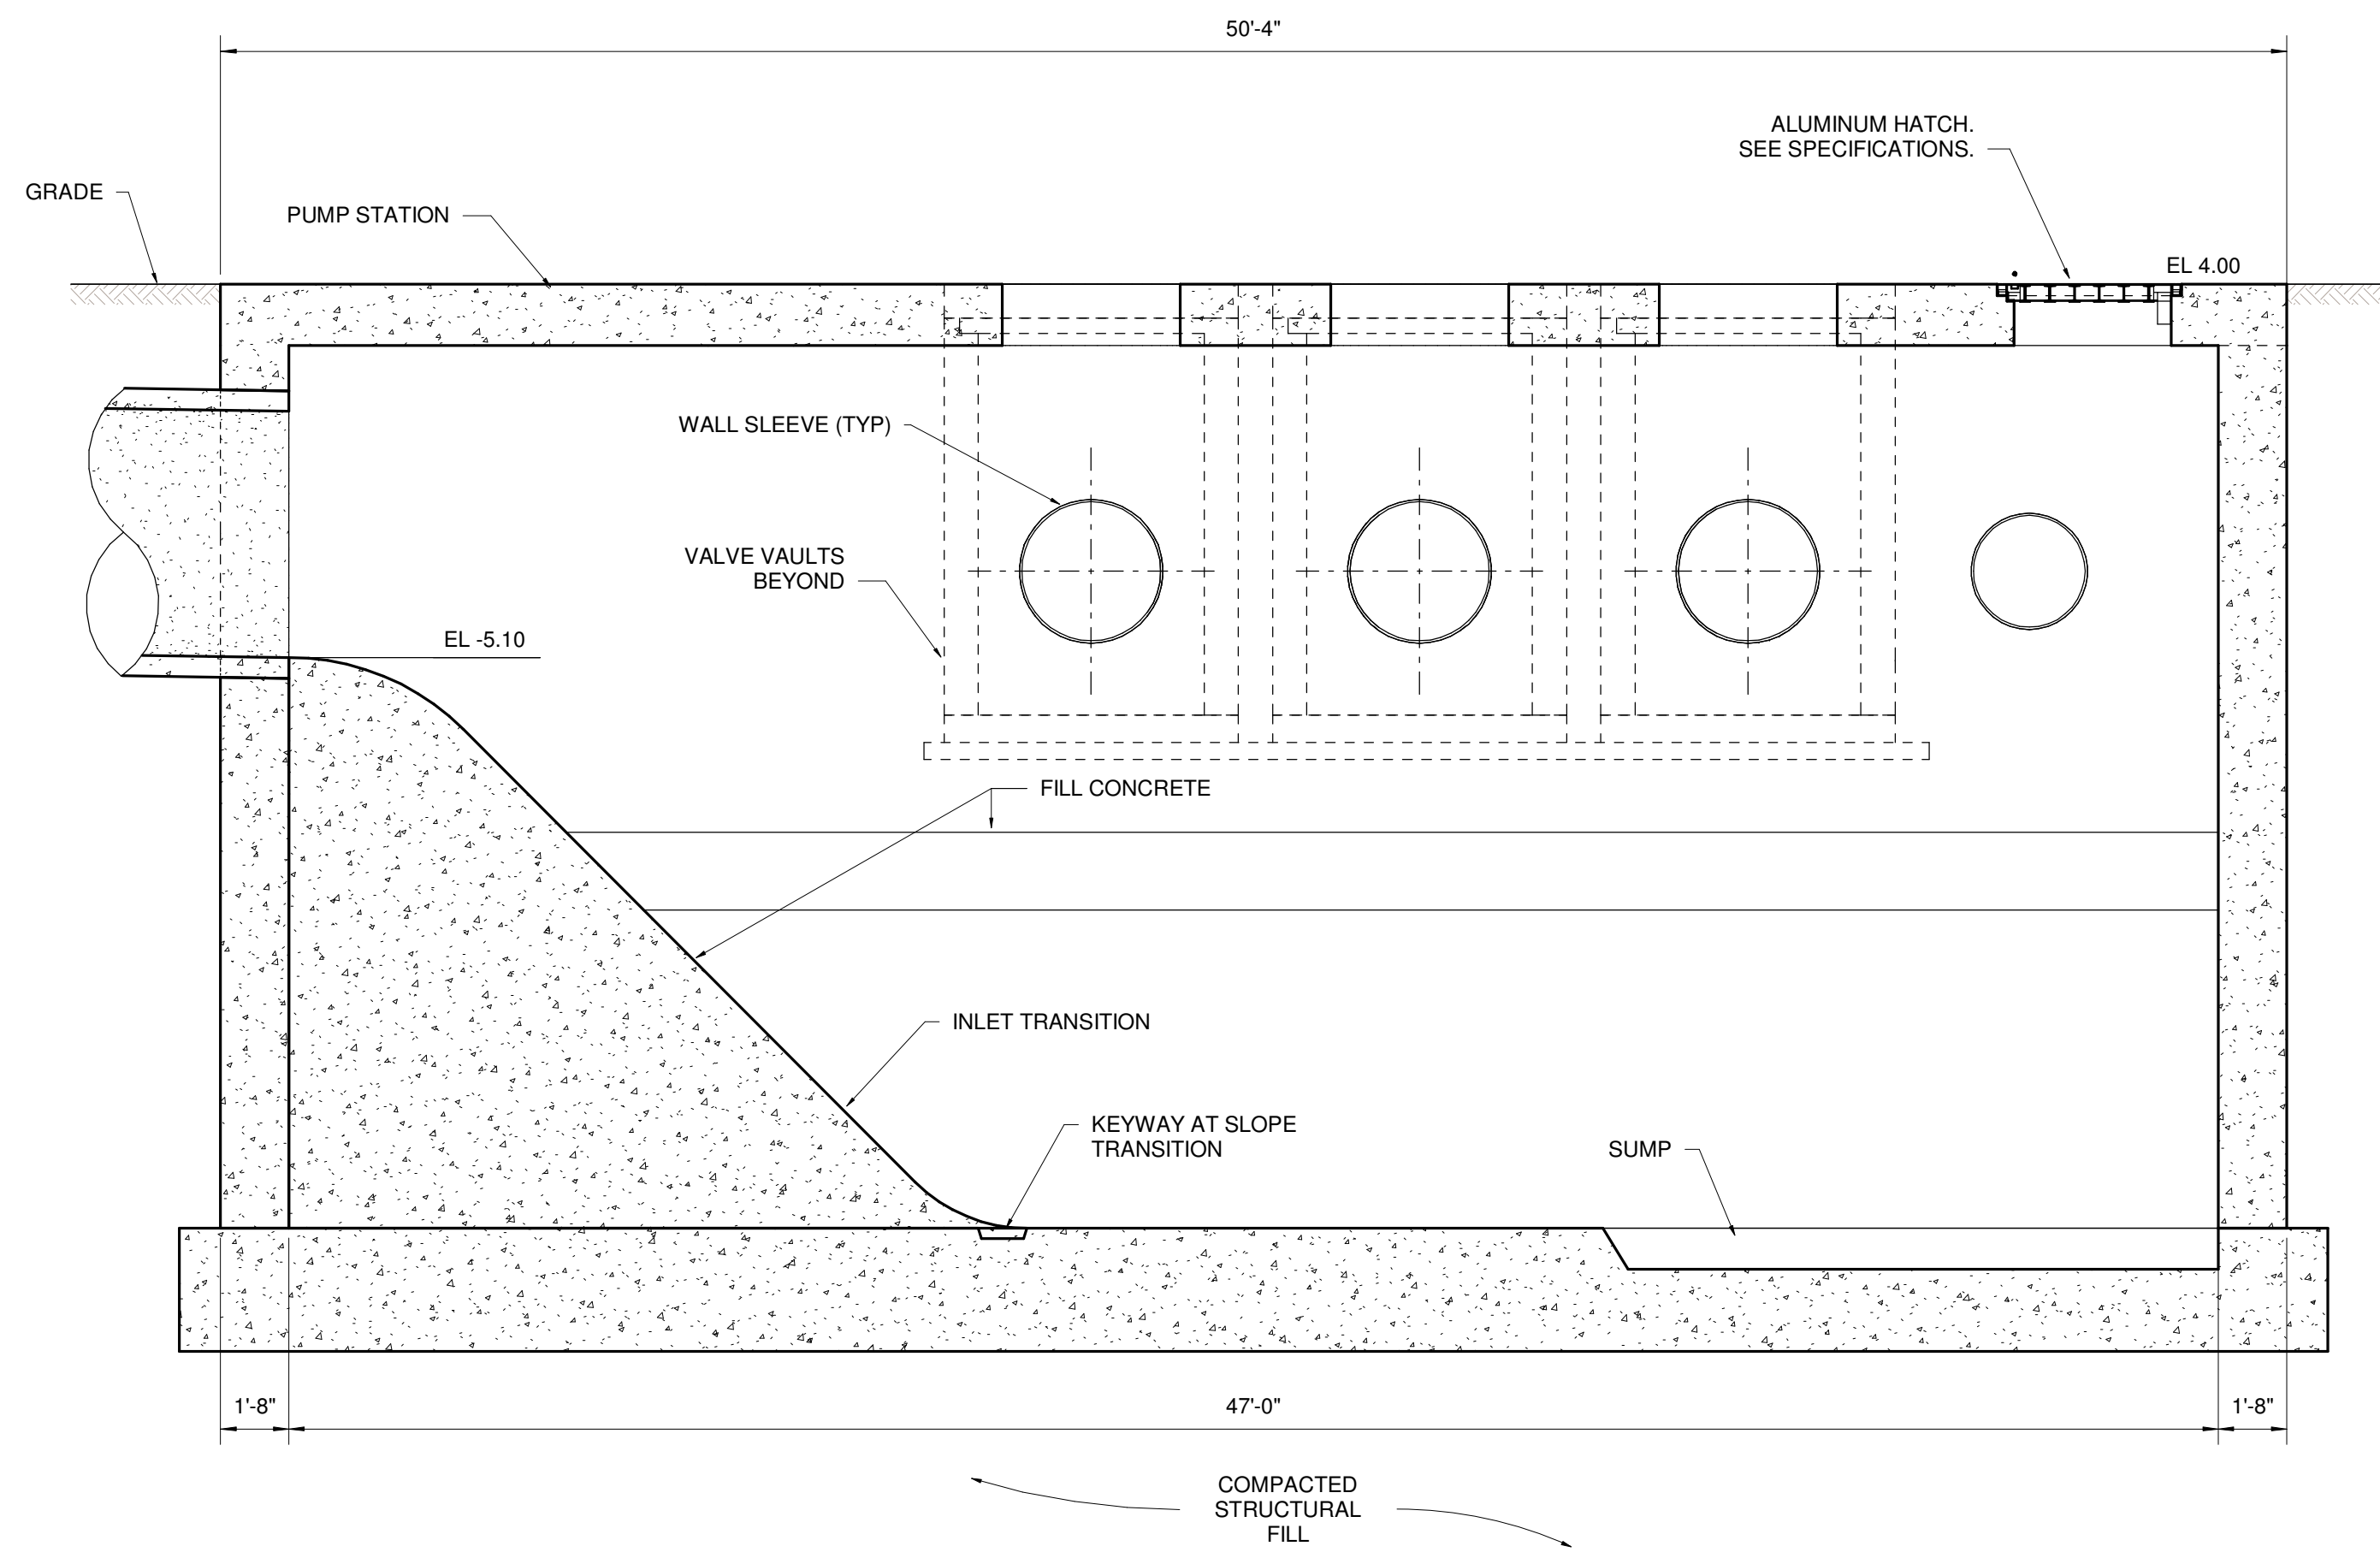 50'-4"
ALUMINUM HATCH.
SEE SPECIFICATIONS.
GRADE
PUMP STATION
EL 4.00
WALL SLEEVE (TYP)
VALVE VAULTS
BEYOND
EL -5.10
FILL CONCRETE
INLET TRANSITION
KEYWAY AT SLOPE
TRANSITION
SUMP
1'-8"
47'-0"
1'-8"
COMPACTED
STRUCTURAL
FILL